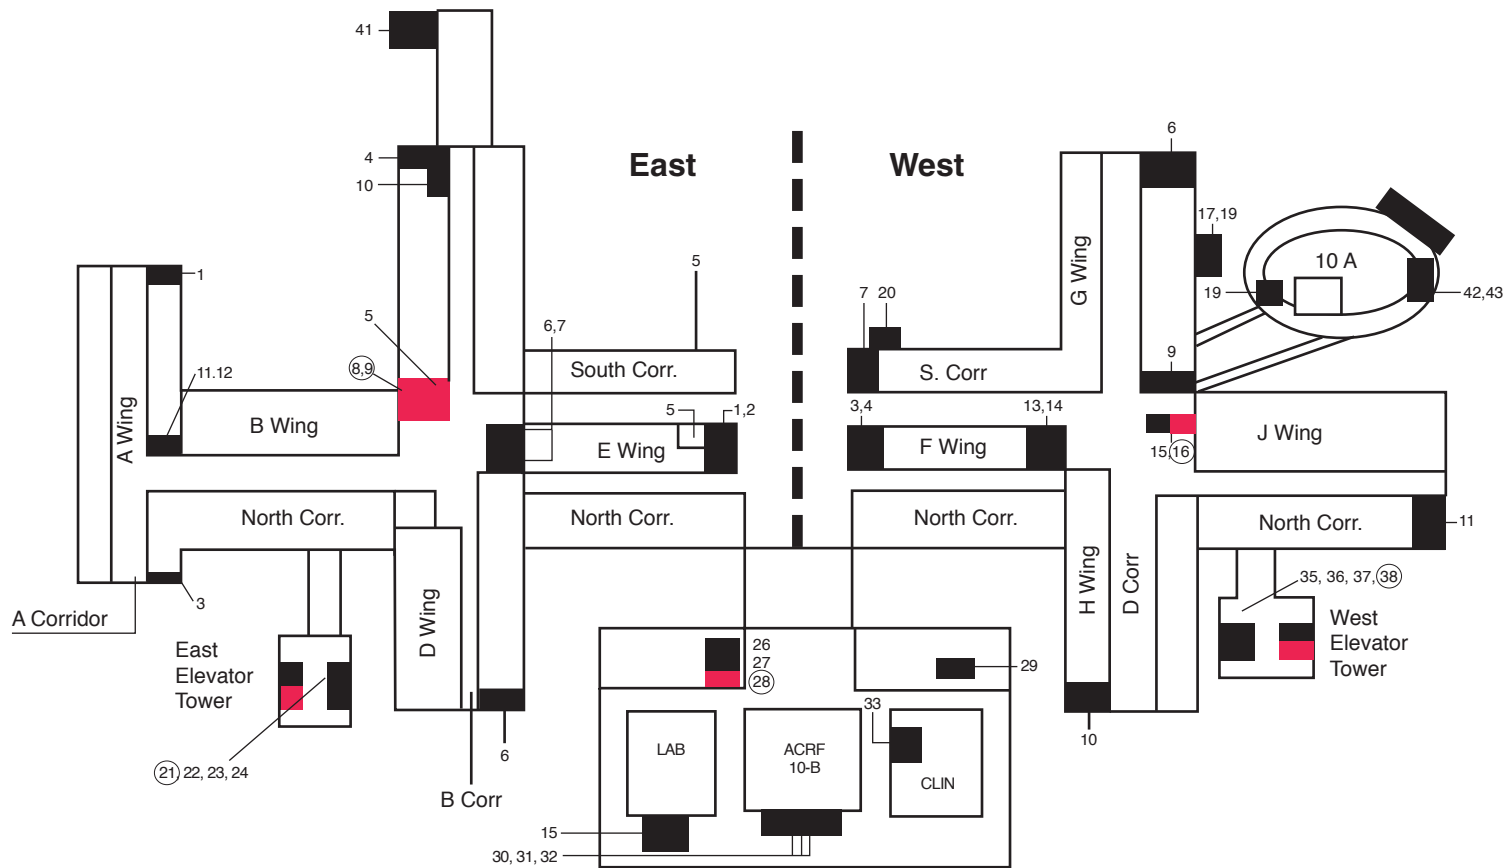 41
4
10
East
West
6
17,19
10 A
19
42,43
1
5
5
7
20
6,7
G Wing
8,9
11.12
South Corr.
S. Corr
9
A Wing
B Wing
5
1,2
3,4
13,14
E Wing
F Wing
15,16
J Wing
North Corr.
North Corr.
North Corr.
North Corr.
11
3
A Corridor
D Wing
H Wing
D Corr
35, 36, 37, 38
East
Elevator
Tower
West
Elevator
Tower
26
27
28
29
33
21, 22, 23, 24
6
10
B Corr
LAB
ACRF
10-B
CLIN
15
30, 31, 32